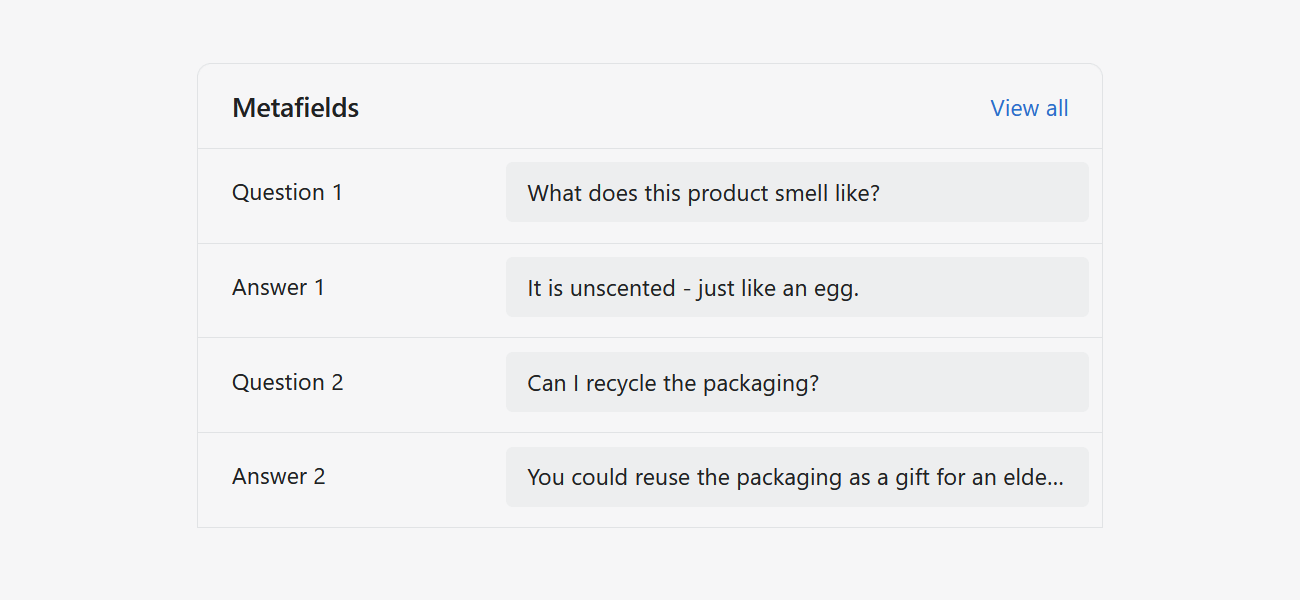 Metafields
View all
Question 1
What does this product smell like?
Answer 1
It is unscented - just like an egg.
Question 2
Can I recycle the packaging?
Answer 2
You could reuse the packaging as a gift for an elde...